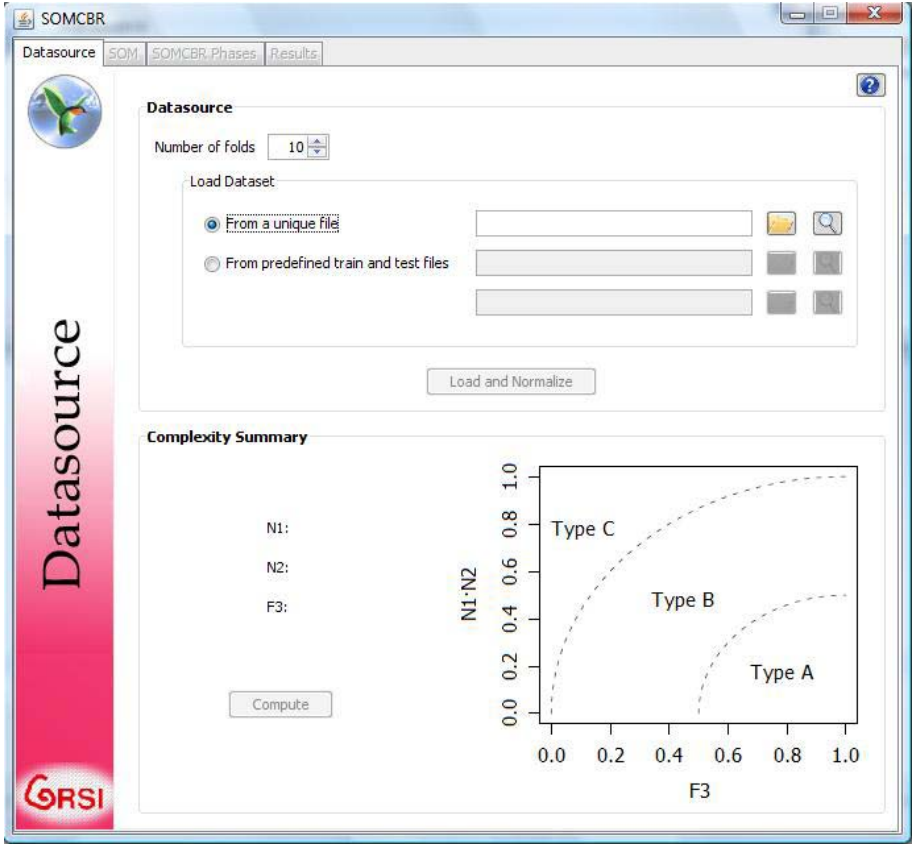 SOMCBR
Datasource SOM SOMCBR Phases Results
Datasource
Datasource
Number of folds 10
Load Dataset
From a unique file
From predefined train and test files
Load and Normalize
Complexity Summary
N1:
N2:
F3:
Compute
N1·N2
1.0
0.8
0.6
0.4
0.2
0.0
Type C
Type B
Type A
0.0 0.2 0.4 0.6 0.8 1.0
F3
GRSI